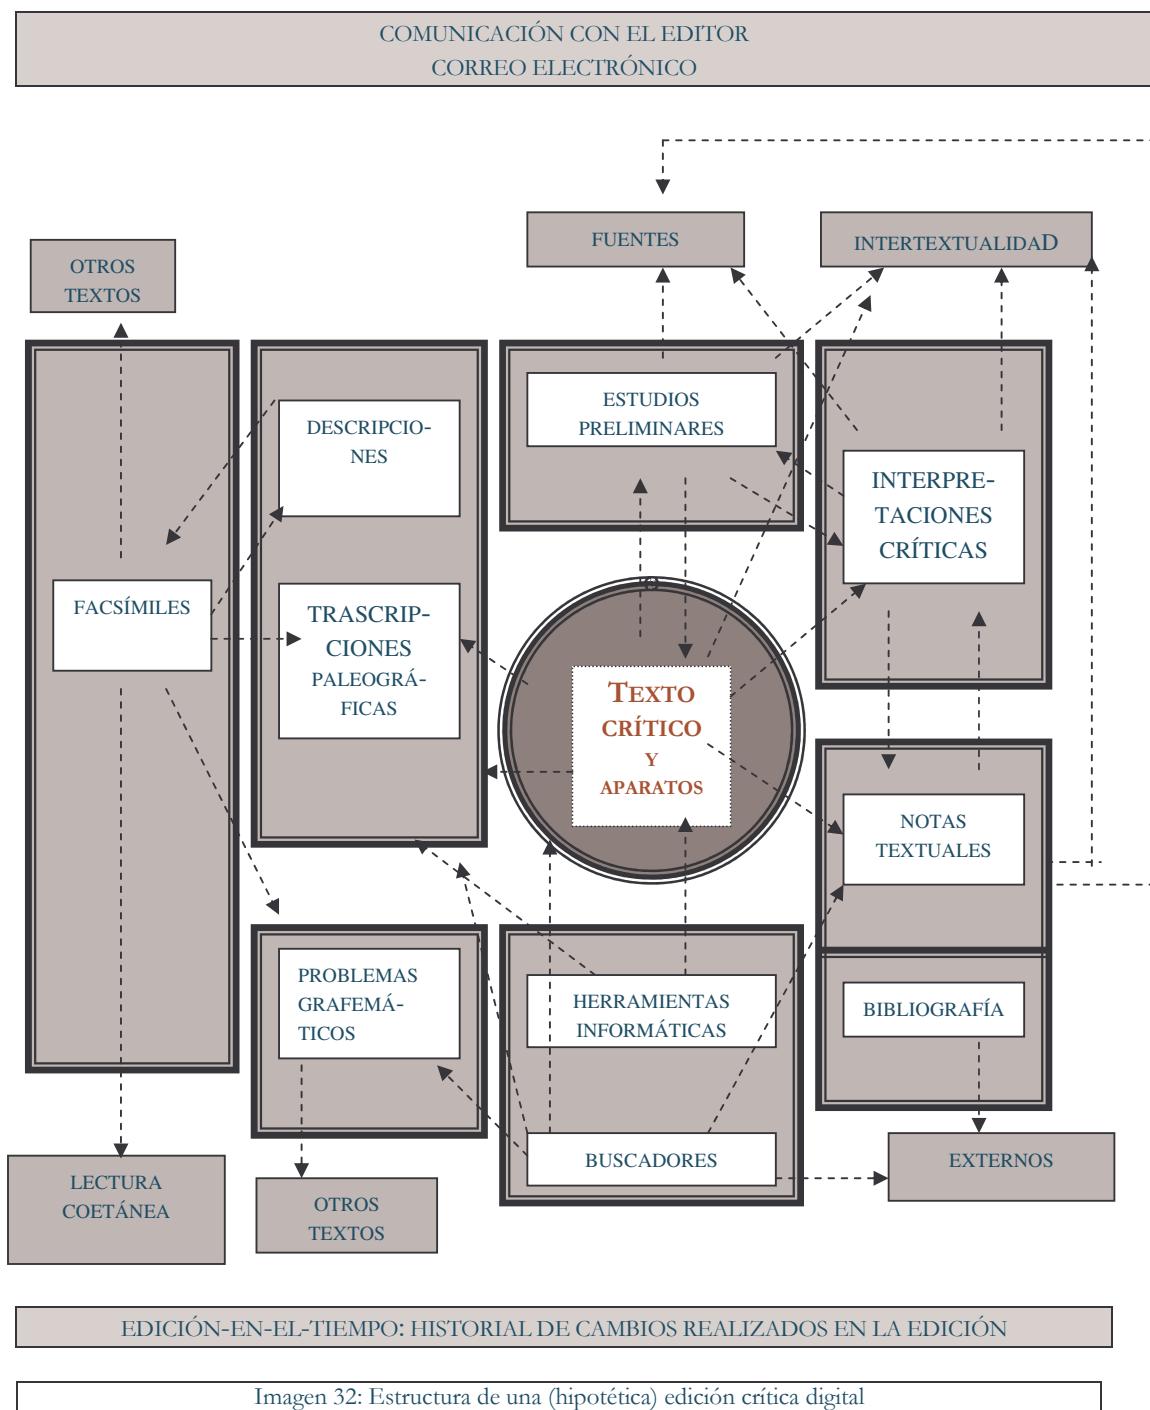 COMUNICACIÓN CON EL EDITOR
CORREO ELECTRÓNICO
FUENTES
INTERTEXTUALIDAD
OTROS
TEXTOS
DESCRIPCIO-
NES
ESTUDIOS
PRELIMINARES
INTERPRE-
TACIONES
CRÍTICAS
FACSÍMILES
TRASCRIP-
CIONES
PALEOGRÁ-
FICAS
TEXTO
CRÍTICO
Y
APARATOS
NOTAS
TEXTUALES
PROBLEMAS
GRAFEMÁ-
TICOS
HERRAMIENTAS
INFORMÁTICAS
BIBLIOGRAFÍA
BUSCADORES
EXTERNOS
LECTURA
COETÁNEA
OTROS
TEXTOS
EDICIÓN-EN-EL-TIEMPO: HISTORIAL DE CAMBIOS REALIZADOS EN LA EDICIÓN
Imagen 32: Estructura de una (hipotética) edición crítica digital